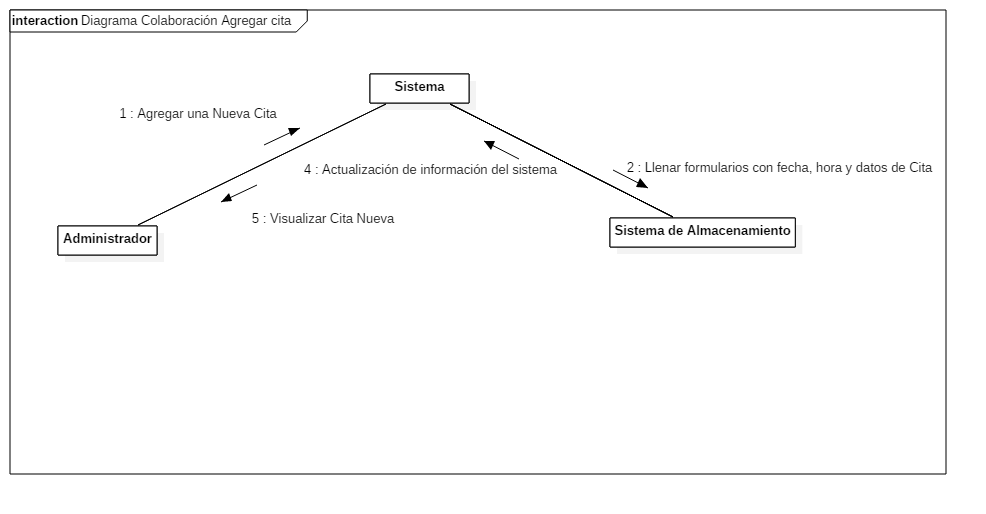 interaction Diagrama Colaboración Agregar cita
Sistema
1 : Agregar una Nueva Cita
4 : Actualización de información del sistema
2 : Llenar formularios con fecha, hora y datos de Cita
5 : Visualizar Cita Nueva
Administrador
Sistema de Almacenamiento